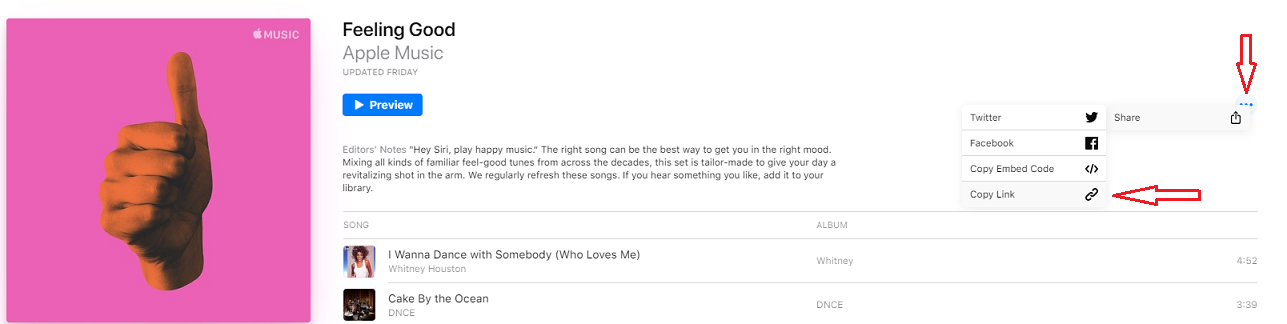 MUSIC
Feeling Good
Apple Music
UPDATED FRIDAY
Preview
Twitter
Share
Facebook
Copy Embed Code
Copy Link
Editors' Notes "Hey Siri, play happy music." The right song can be the best way to get you in the right mood.
Mixing all kinds of familiar feel-good tunes from across the decades, this set is tailor-made to give your day a
revitalizing shot in the arm. We regularly refresh these songs. If you hear something you like, add it to your
library.
SONG
ALBUM
I Wanna Dance with Somebody (Who Loves Me)
Whitney Houston
Whitney
4:52
Cake By the Ocean
DNCE
DNCE
3:39